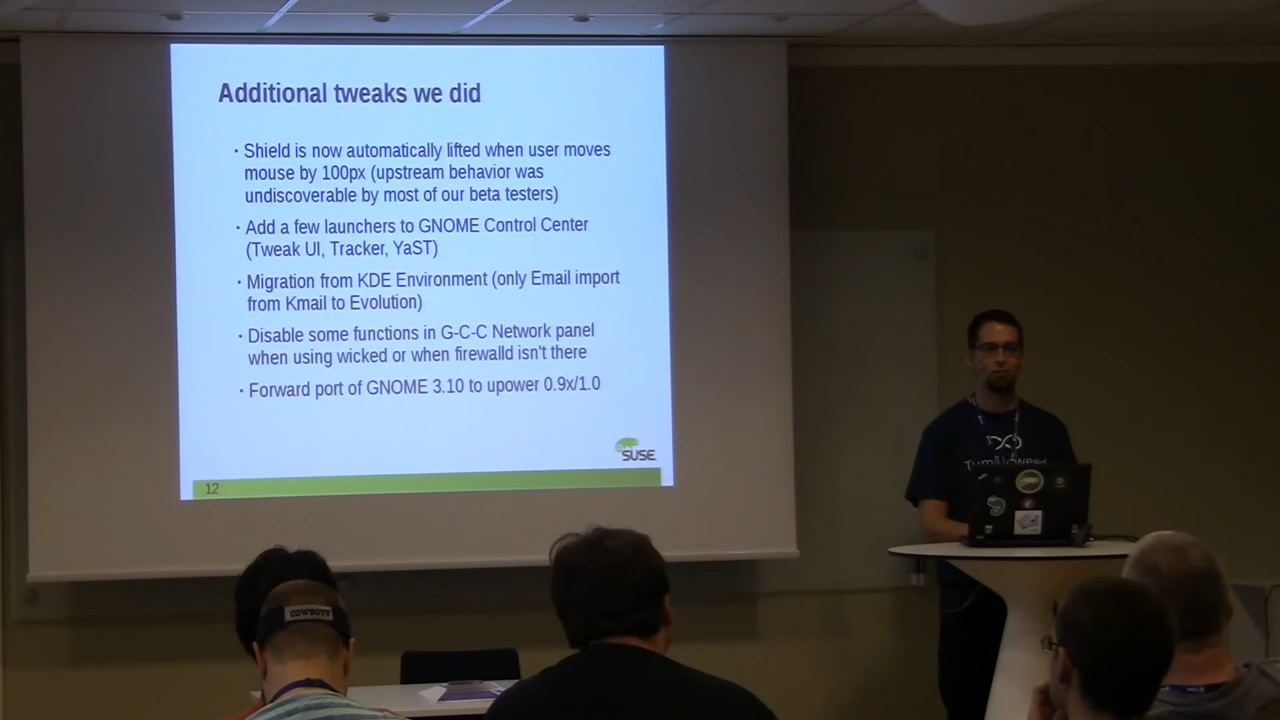 Additional tweaks we did
· Shield is now automatically lifted when user moves
mouse by 100px (upstream behavior was
undiscoverable by most of our beta testers)
· Add a few launchers to GNOME Control Center
(Tweak UI, Tracker, YaST)
· Migration from KDE Environment (only Email import
from Kmail to Evolution)
· Disable some functions in G-C-C Network panel
when using wicked or when firewalld isn't there
· Forward port of GNOME 3.10 to upower 0.9x/1.0
SUSE
12
Tumbleweed
COWBOYS